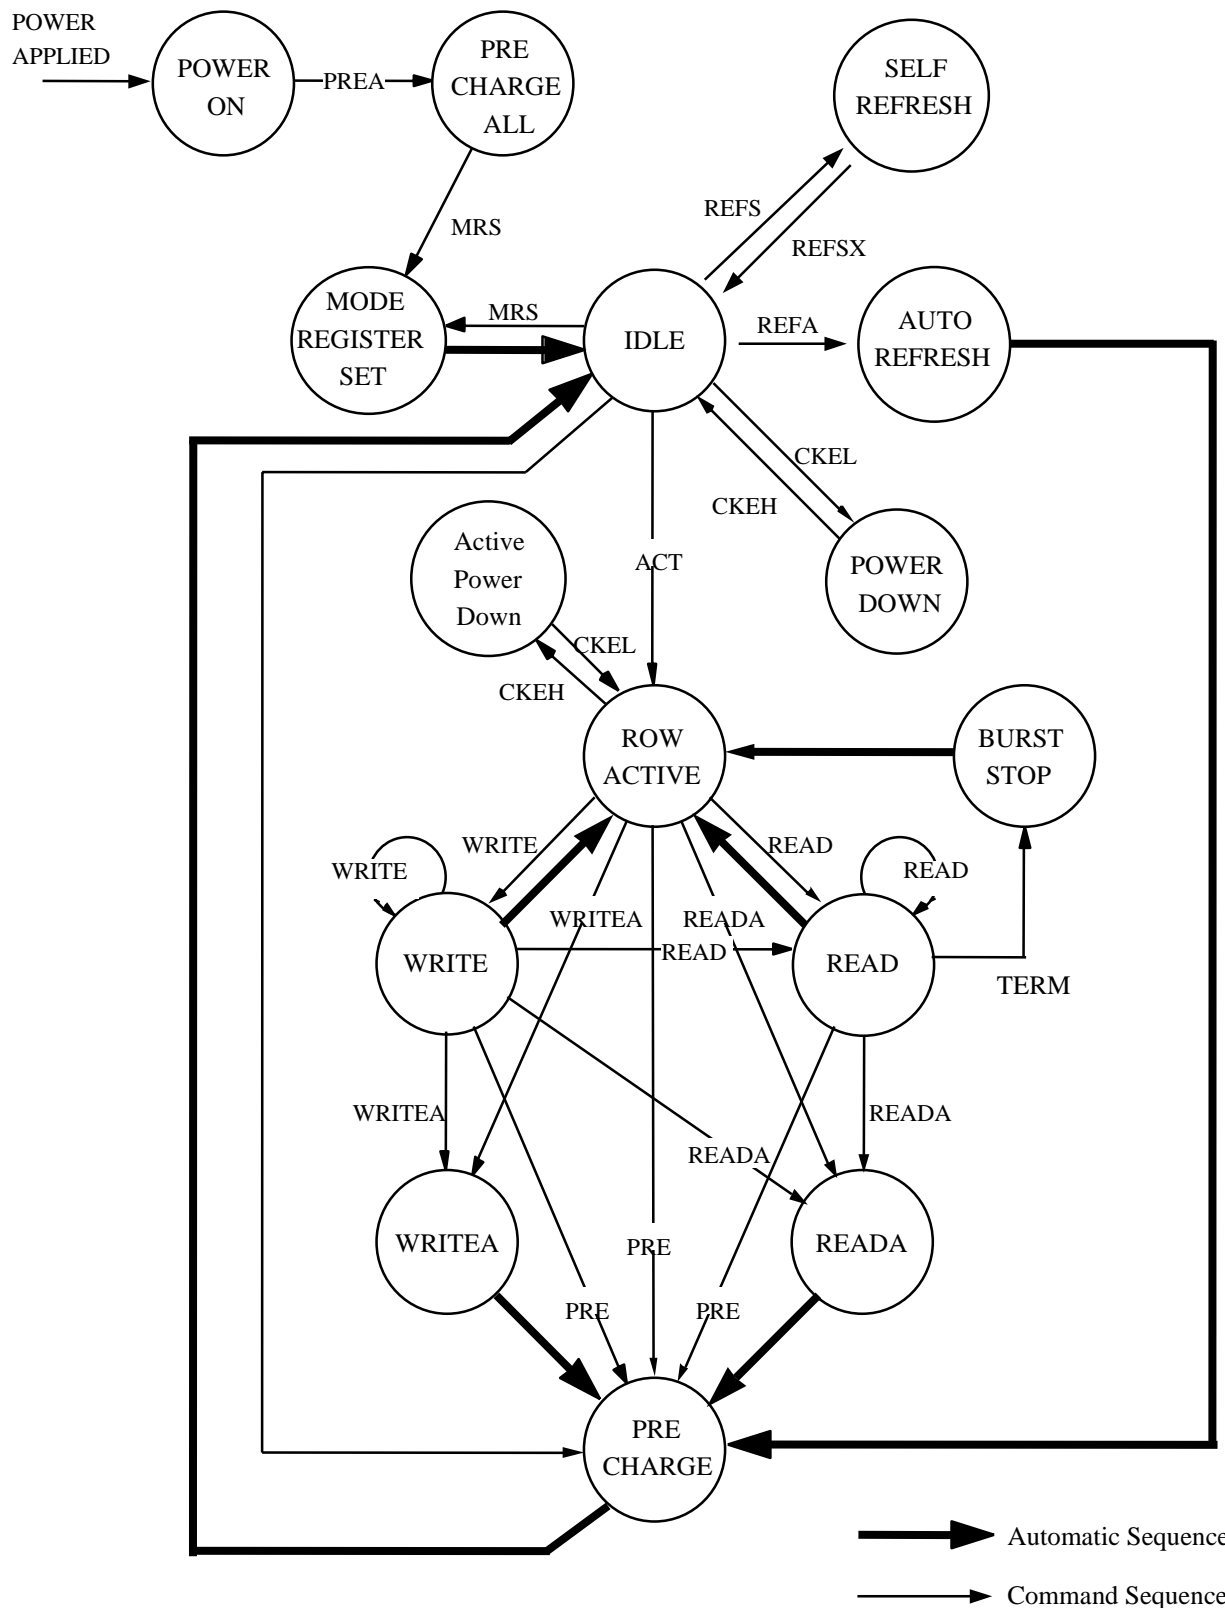 POWER
APPLIED
POWER
ON
PREA
PRE
CHARGE
ALL
SELF
REFRESH
MRS
REFS
REFSX
MODE
REGISTER
SET
MRS
IDLE
REFA
AUTO
REFRESH
CKEL
CKEH
Active
Power
Down
ACT
POWER
DOWN
CKEL
CKEH
ROW
ACTIVE
BURST
STOP
WRITE
READ
WRITE
READ
WRITEA
READA
WRITE
READ
READ
TERM
WRITEA
READA
READA
WRITEA
PRE
READA
PRE
PRE
PRE
CHARGE
Automatic Sequence
Command Sequence